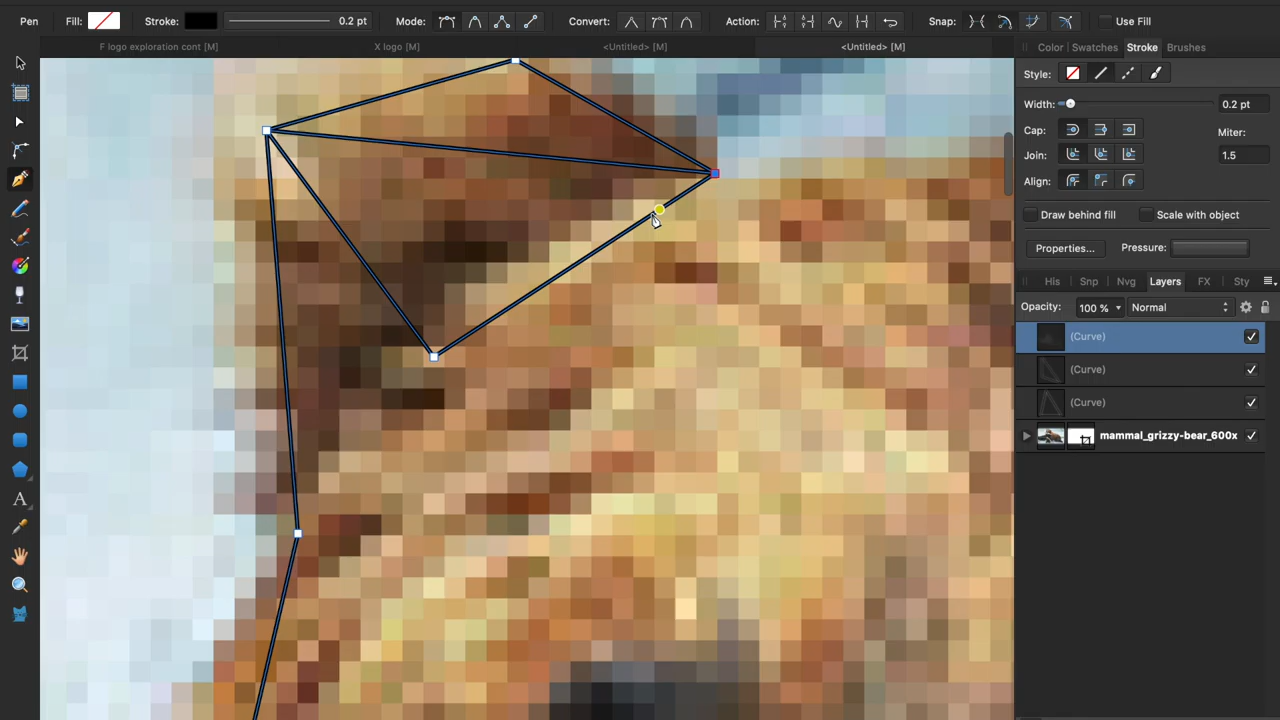 Pen Fill: Stroke: 0.2 pt Mode: Convert: Action: Snap: Use Fill
F logo exploration cont [M] X logo [M] <Untitled> [M] <Untitled> [M]
Color Swatches Stroke Brushes
Style:
Width: 0.2 pt
Cap: Miter:
Join: 1.5
Align:
Draw behind fill Scale with object
Properties... Pressure:
His Snp Nvg Layers FX Sty
Opacity: 100 % Normal
(Curve)
(Curve)
(Curve)
mammal_grizzy-bear_600x
A